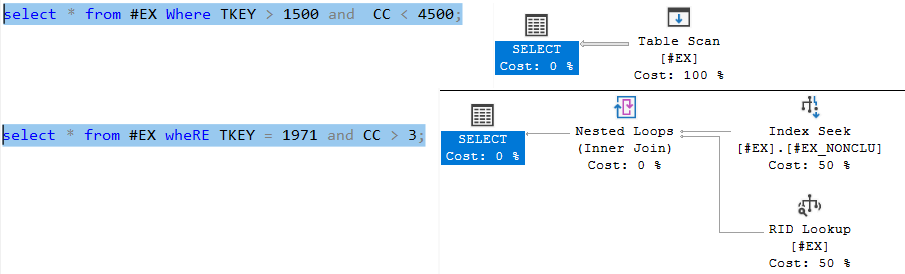 select * from #EX Where TKEY > 1500 and  CC < 4500;
SELECT
Cost: 0 %
Table Scan
[#EX]
Cost: 100 %
select * from #EX wheRE TKEY = 1971 and CC > 3;
SELECT
Cost: 0 %
Nested Loops
(Inner Join)
Cost: 0 %
Index Seek
[#EX].[#EX_NONCLU]
Cost: 50 %
RID Lookup
[#EX]
Cost: 50 %